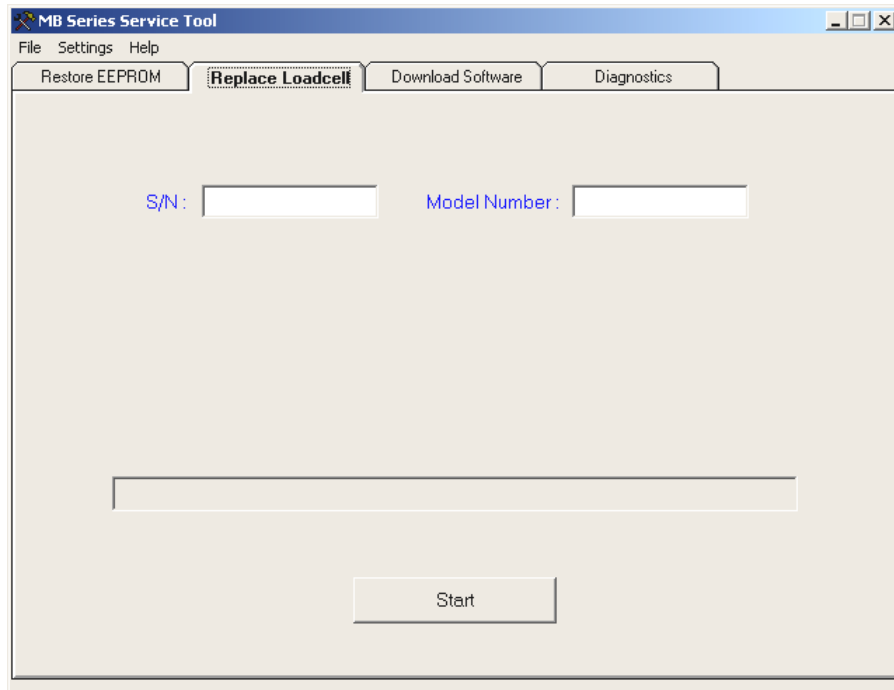 MB Series Service Tool
File Settings Help
Restore EEPROM Replace Loadcell Download Software Diagnostics
S/N : Model Number :
Start